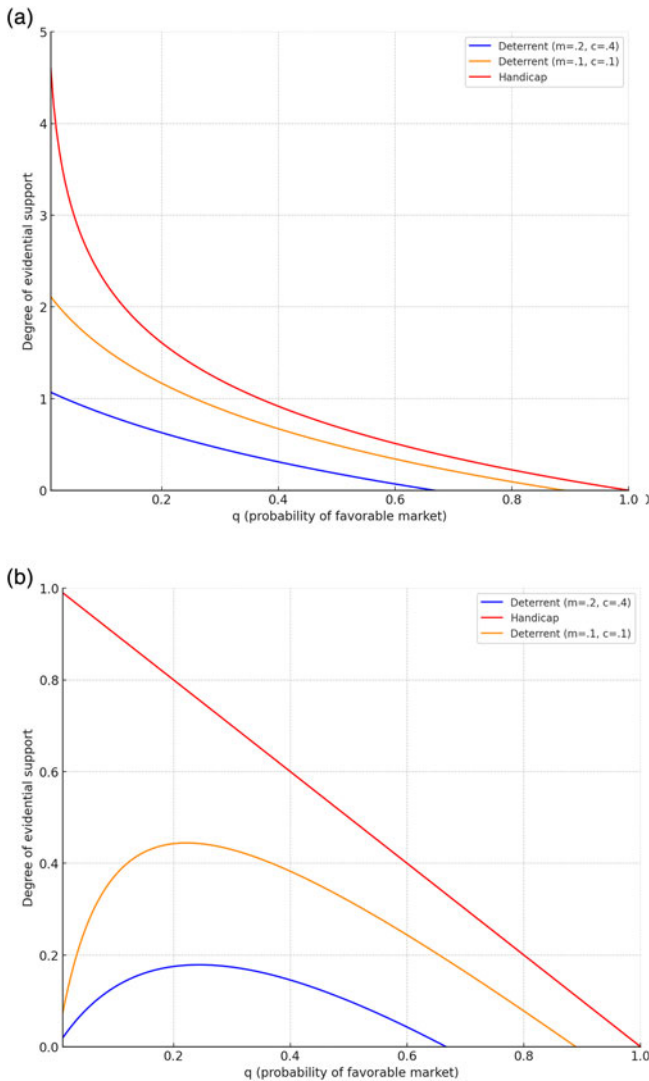 (a)
5
4
3
2
1
0
Degree of evidential support
Deterrent (m=.2, c=.4)
Deterrent (m=.1, c=.1)
Handicap
0.2 0.4 0.6 0.8 1.0
q (probability of favorable market)
(b)
1.0
0.8
0.6
0.4
0.2
0.0
Degree of evidential support
Deterrent (m=.2, c=.4)
Handicap
Deterrent (m=.1, c=.1)
0.2 0.4 0.6 0.8 1.0
q (probability of favorable market)